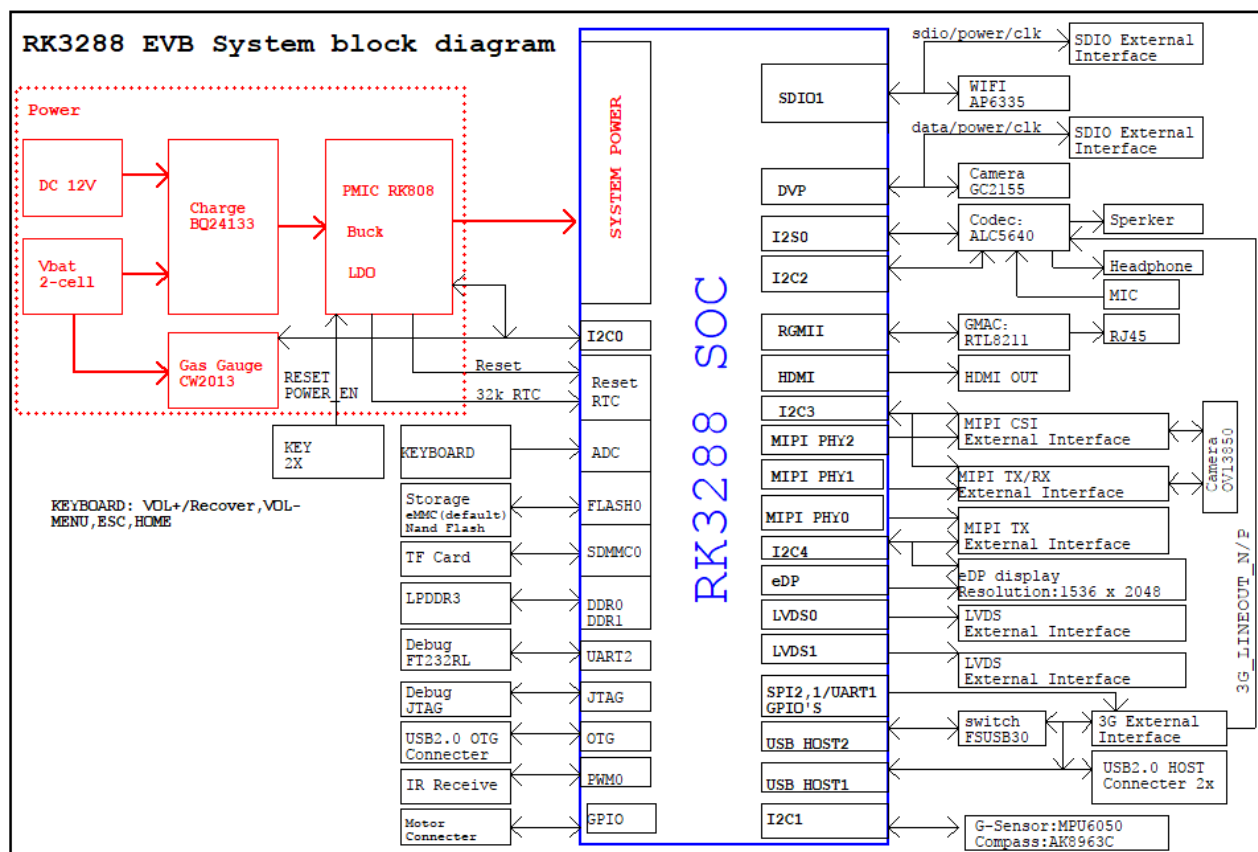 RK3288 EVB System block diagram
Power
DC 12V
Vbat
2-cell
Charge
BQ24133
Gas Gauge
CW2013
PMIC RK808
Buck
LDO
RESET
POWER_EN
Reset
32k RTC
KEY
2X
KEYBOARD: VOL+/Recover,VOL-
MENU,ESC,HOME
KEYBOARD
Storage
eMMC(default)
Nand Flash
TF Card
LPDDR3
Debug
FT232RL
Debug
JTAG
USB2.0 OTG
Connecter
IR Receive
Motor
Connecter
SYSTEM POWER
I2C0
Reset
RTC
ADC
FLASH0
SDMMC0
DDR0
DDR1
UART2
JTAG
OTG
PWM0
GPIO
RK3288 SOC
SDIO1
DVP
I2S0
I2C2
RGMII
HDMI
I2C3
MIPI PHY2
MIPI PHY1
MIPI PHY0
I2C4
eDP
LVDS0
LVDS1
SPI2,1/UART1
GPIO'S
USB HOST2
USB HOST1
I2C1
sdio/power/clk
SDIO External
Interface
WIFI
AP6335
data/power/clk
SDIO External
Interface
Camera
GC2155
Codec:
ALC5640
Sperker
Headphone
MIC
GMAC:
RTL8211
RJ45
HDMI OUT
MIPI CSI
External Interface
MIPI TX/RX
External Interface
Camera
OV13850
MIPI TX
External Interface
eDP display
Resolution:1536 x 2048
LVDS
External Interface
LVDS
External Interface
3G_LINEOUT_N/P
switch
FSUSB30
3G External
Interface
USB2.0 HOST
Connecter 2x
G-Sensor:MPU6050
Compass:AK8963C